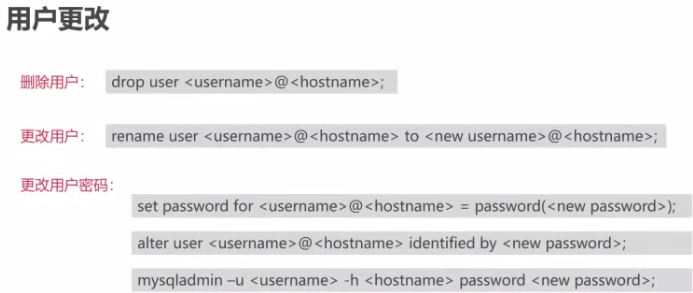 用户更改
删除用户： drop user <username>@<hostname>;
更改用户： rename user <username>@<hostname> to <new username>@<hostname>;
更改用户密码：
set password for <username>@<hostname> = password(<new password>);
alter user <username>@<hostname> identified by <new password>;
mysqladmin –u <username> -h <hostname> password <new password>;